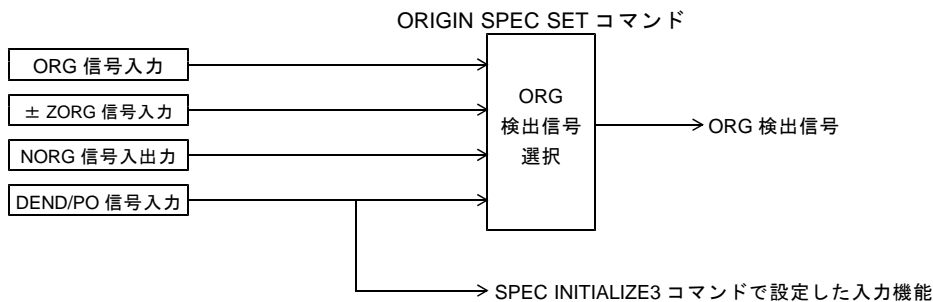 ORIGIN SPEC SET コマンド
ORG 信号入力
± ZORG 信号入力
NORG 信号入出力
DEND/PO 信号入力
ORG
検出信号
選択
ORG 検出信号
SPEC INITIALIZE3 コマンドで設定した入力機能